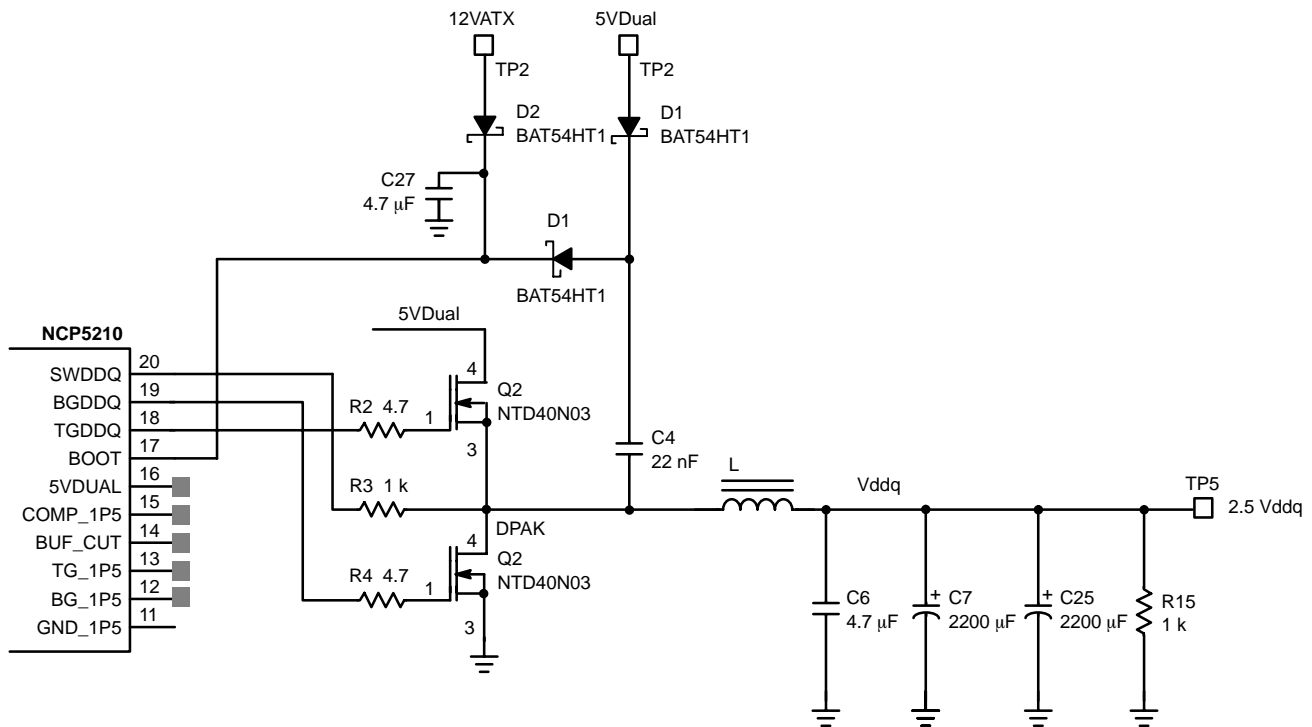 12VATX
5VDual
TP2
TP2
D2
BAT54HT1
D1
BAT54HT1
C27
4.7 μF
D1
BAT54HT1
5VDual
NCP5210
SWDDQ 20
BGDDQ 19
TGDDQ 18
BOOT 17
5VDUAL 16
COMP_1P5 15
BUF_CUT 14
TG_1P5 13
BG_1P5 12
GND_1P5 11
R2 4.7
1
4
3
Q2
NTD40N03
R3 1 k
DPAK
R4 4.7
1
4
3
Q2
NTD40N03
C4
22 nF
L
Vddq
TP5
2.5 Vddq
C6
4.7 μF
+
C7
2200 μF
+
C25
2200 μF
R15
1 k